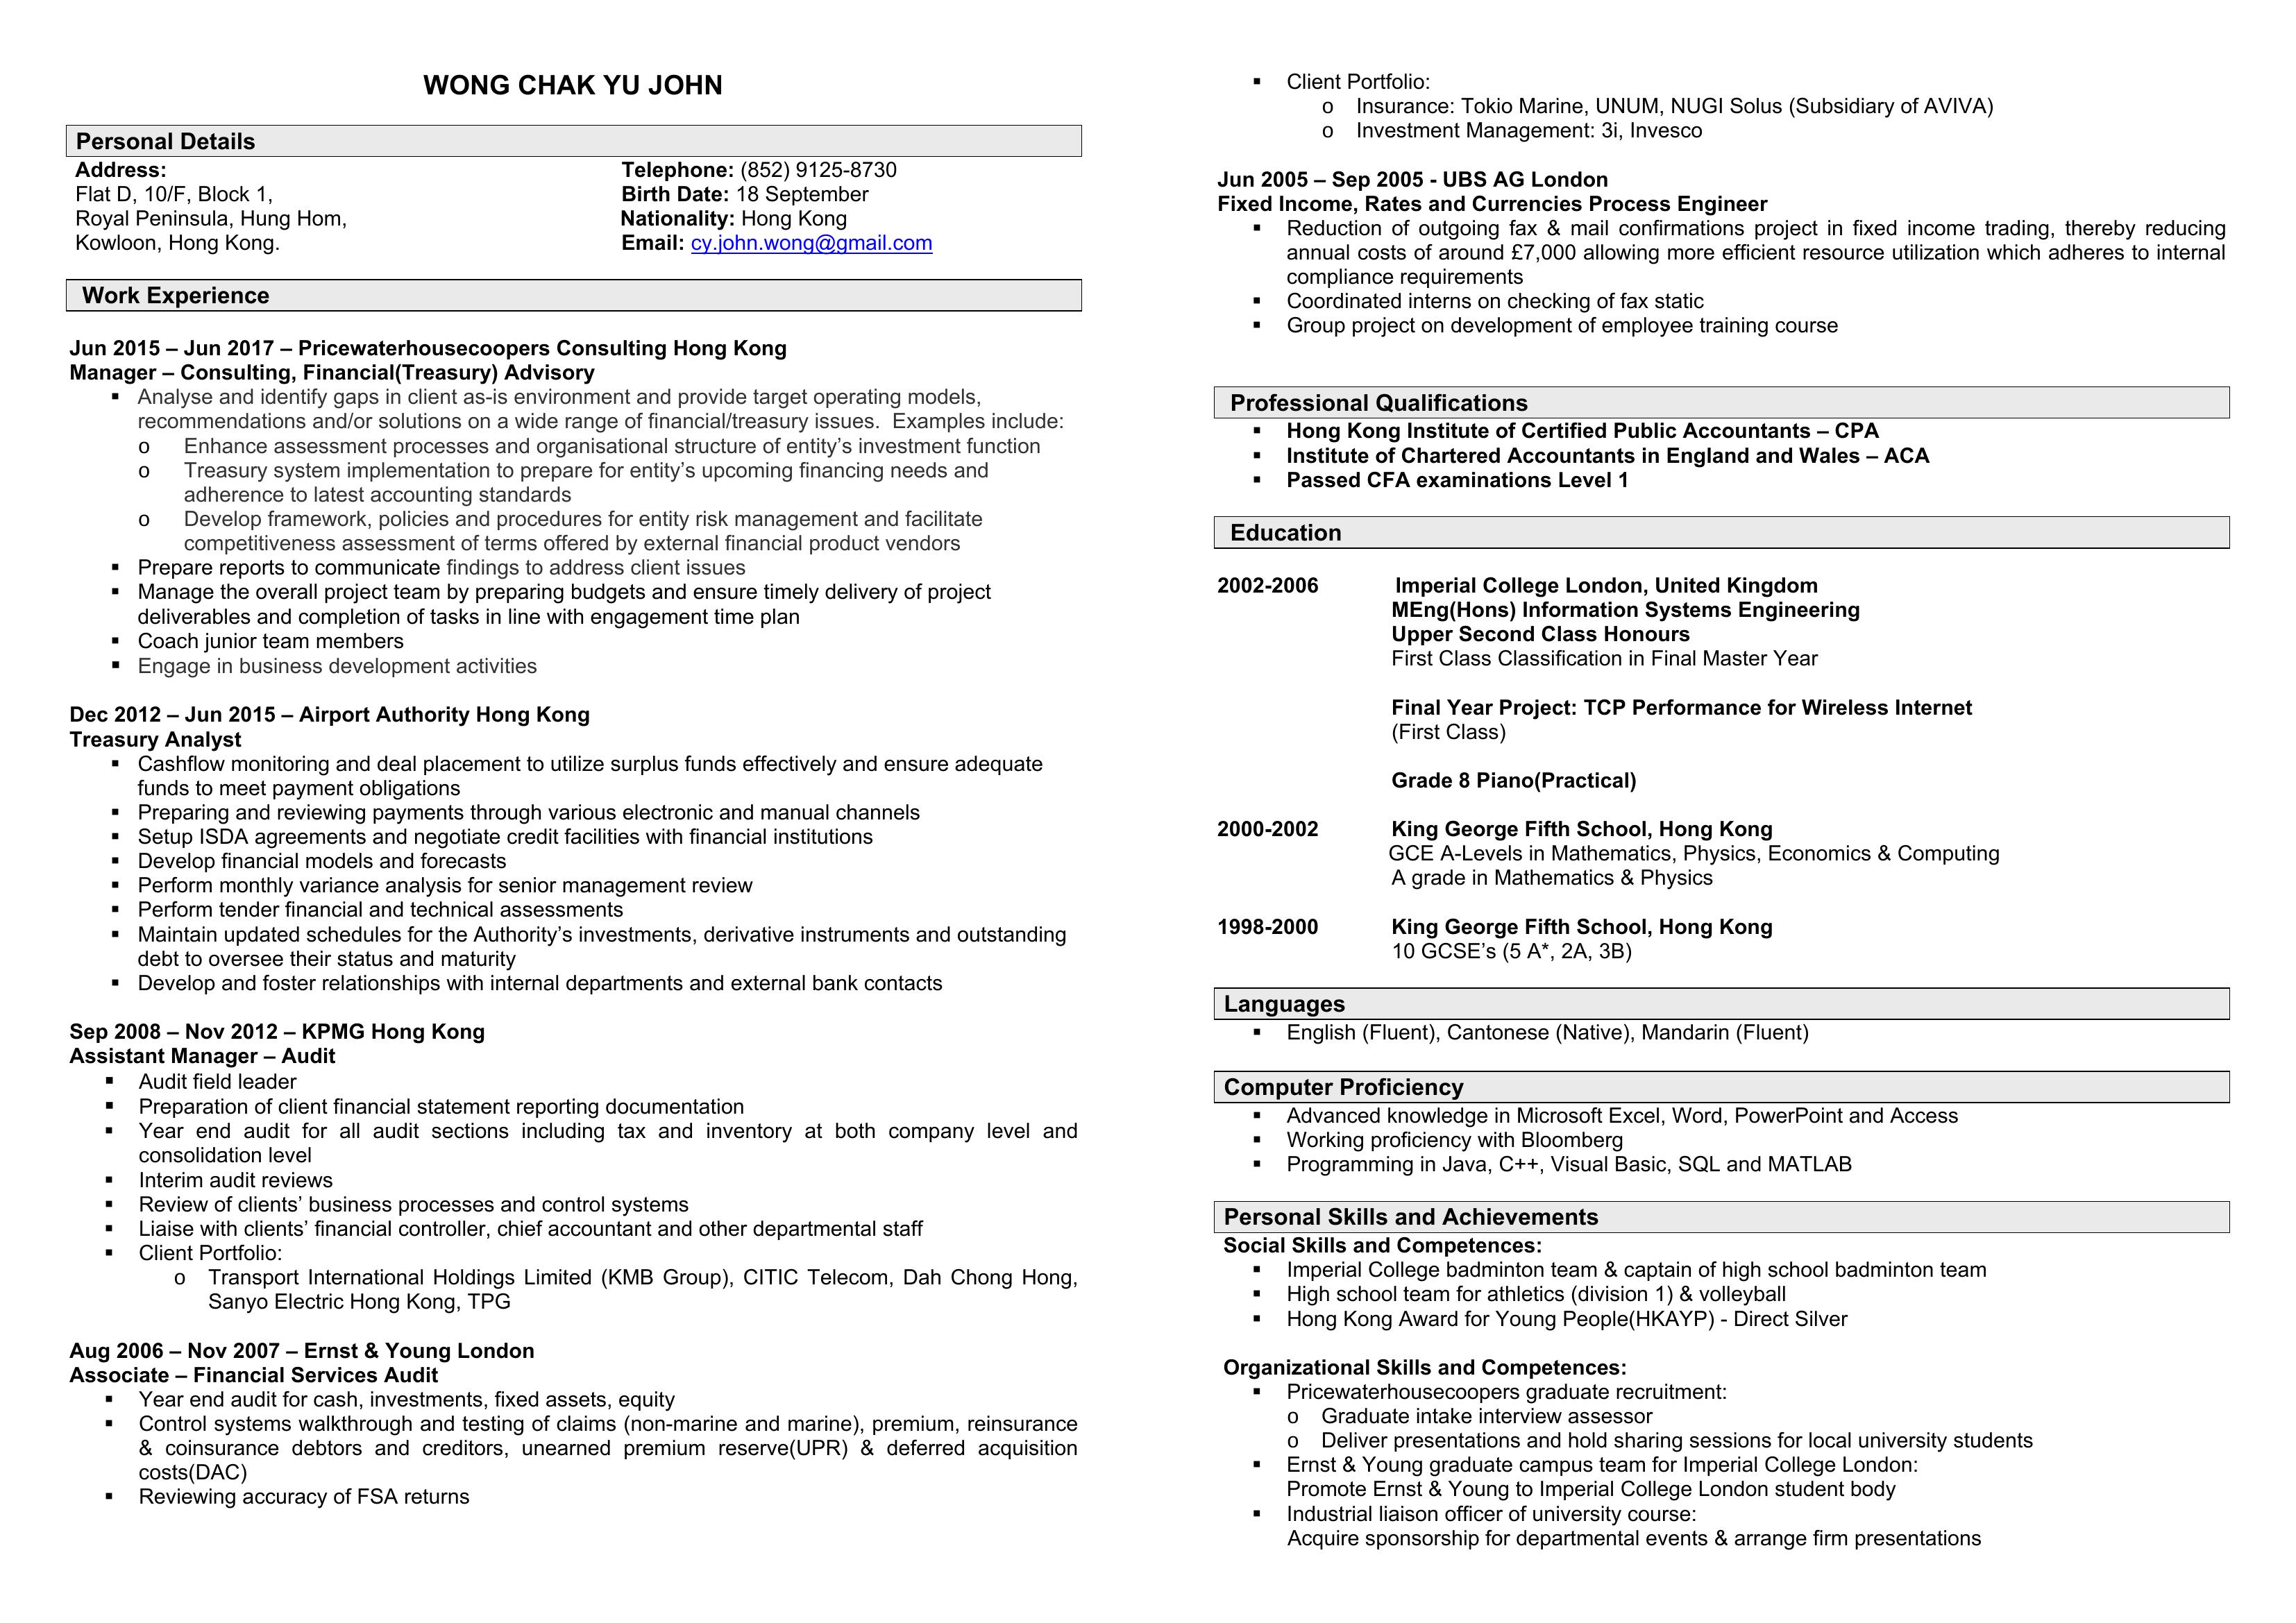 WONG CHAK YU JOHN
Personal Details
Address:
Flat D, 10/F, Block 1,
Royal Peninsula, Hung Hom,
Kowloon, Hong Kong.
Telephone: (852) 9125-8730
Birth Date: 18 September
Nationality: Hong Kong
Email: cy.john.wong@gmail.com
Work Experience
Jun 2015 – Jun 2017 – Pricewaterhousecoopers Consulting Hong Kong
Manager – Consulting, Financial(Treasury) Advisory
▪ Analyse and identify gaps in client as-is environment and provide target operating models,
recommendations and/or solutions on a wide range of financial/treasury issues.  Examples include:
o Enhance assessment processes and organisational structure of entity’s investment function
o Treasury system implementation to prepare for entity’s upcoming financing needs and
adherence to latest accounting standards
o Develop framework, policies and procedures for entity risk management and facilitate
competitiveness assessment of terms offered by external financial product vendors
▪ Prepare reports to communicate findings to address client issues
▪ Manage the overall project team by preparing budgets and ensure timely delivery of project
deliverables and completion of tasks in line with engagement time plan
▪ Coach junior team members
▪ Engage in business development activities
Dec 2012 – Jun 2015 – Airport Authority Hong Kong
Treasury Analyst
▪ Cashflow monitoring and deal placement to utilize surplus funds effectively and ensure adequate
funds to meet payment obligations
▪ Preparing and reviewing payments through various electronic and manual channels
▪ Setup ISDA agreements and negotiate credit facilities with financial institutions
▪ Develop financial models and forecasts
▪ Perform monthly variance analysis for senior management review
▪ Perform tender financial and technical assessments
▪ Maintain updated schedules for the Authority’s investments, derivative instruments and outstanding
debt to oversee their status and maturity
▪ Develop and foster relationships with internal departments and external bank contacts
Sep 2008 – Nov 2012 – KPMG Hong Kong
Assistant Manager – Audit
▪ Audit field leader
▪ Preparation of client financial statement reporting documentation
▪ Year end audit for all audit sections including tax and inventory at both company level and
consolidation level
▪ Interim audit reviews
▪ Review of clients’ business processes and control systems
▪ Liaise with clients’ financial controller, chief accountant and other departmental staff
▪ Client Portfolio:
o Transport International Holdings Limited (KMB Group), CITIC Telecom, Dah Chong Hong,
Sanyo Electric Hong Kong, TPG
Aug 2006 – Nov 2007 – Ernst & Young London
Associate – Financial Services Audit
▪ Year end audit for cash, investments, fixed assets, equity
▪ Control systems walkthrough and testing of claims (non-marine and marine), premium, reinsurance
& coinsurance debtors and creditors, unearned premium reserve(UPR) & deferred acquisition
costs(DAC)
▪ Reviewing accuracy of FSA returns
▪ Client Portfolio:
o Insurance: Tokio Marine, UNUM, NUGI Solus (Subsidiary of AVIVA)
o Investment Management: 3i, Invesco
Jun 2005 – Sep 2005 - UBS AG London
Fixed Income, Rates and Currencies Process Engineer
▪ Reduction of outgoing fax & mail confirmations project in fixed income trading, thereby reducing
annual costs of around £7,000 allowing more efficient resource utilization which adheres to internal
compliance requirements
▪ Coordinated interns on checking of fax static
▪ Group project on development of employee training course
Professional Qualifications
▪ Hong Kong Institute of Certified Public Accountants – CPA
▪ Institute of Chartered Accountants in England and Wales – ACA
▪ Passed CFA examinations Level 1
Education
2002-2006 Imperial College London, United Kingdom
MEng(Hons) Information Systems Engineering
Upper Second Class Honours
First Class Classification in Final Master Year
Final Year Project: TCP Performance for Wireless Internet
(First Class)
Grade 8 Piano(Practical)
2000-2002 King George Fifth School, Hong Kong
GCE A-Levels in Mathematics, Physics, Economics & Computing
A grade in Mathematics & Physics
1998-2000 King George Fifth School, Hong Kong
10 GCSE’s (5 A*, 2A, 3B)
Languages
▪ English (Fluent), Cantonese (Native), Mandarin (Fluent)
Computer Proficiency
▪ Advanced knowledge in Microsoft Excel, Word, PowerPoint and Access
▪ Working proficiency with Bloomberg
▪ Programming in Java, C++, Visual Basic, SQL and MATLAB
Personal Skills and Achievements
Social Skills and Competences:
▪ Imperial College badminton team & captain of high school badminton team
▪ High school team for athletics (division 1) & volleyball
▪ Hong Kong Award for Young People(HKAYP) - Direct Silver
Organizational Skills and Competences:
▪ Pricewaterhousecoopers graduate recruitment:
o Graduate intake interview assessor
o Deliver presentations and hold sharing sessions for local university students
▪ Ernst & Young graduate campus team for Imperial College London:
Promote Ernst & Young to Imperial College London student body
▪ Industrial liaison officer of university course:
Acquire sponsorship for departmental events & arrange firm presentations